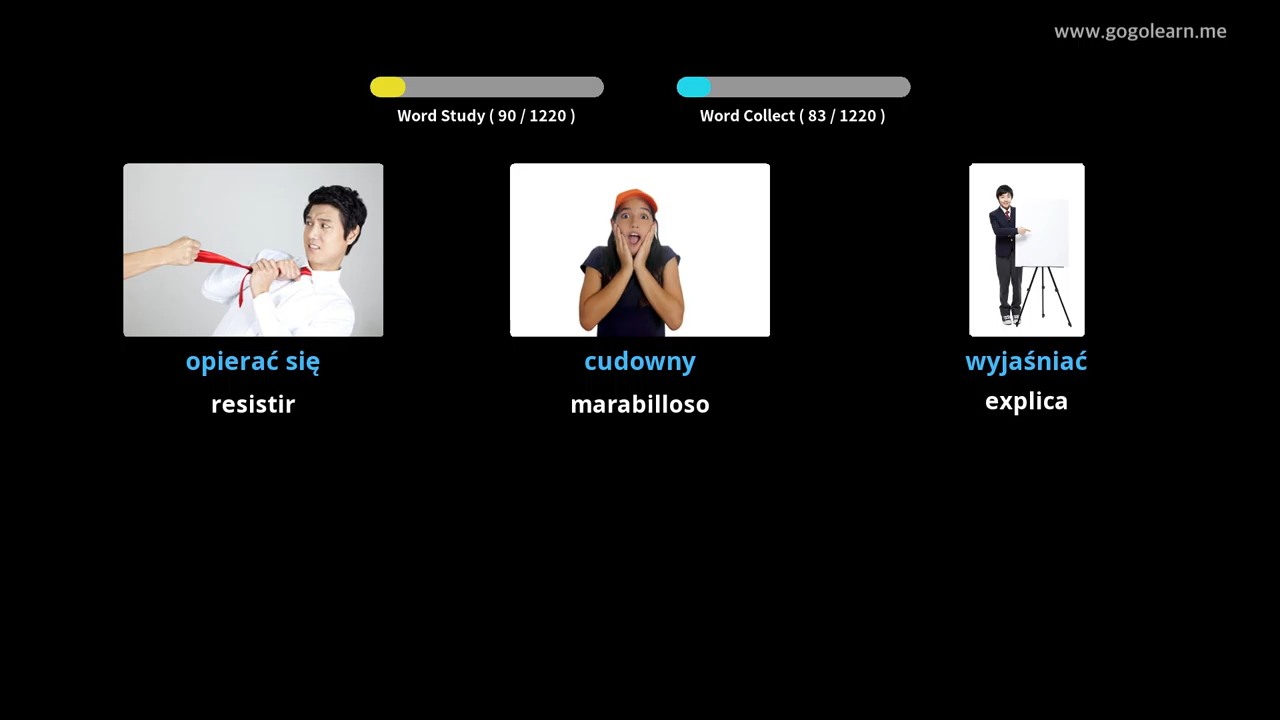 www.gogolearn.me
Word Study ( 90 / 1220 )
Word Collect ( 83 / 1220 )
opierać się
cudowny
wyjaśniać
resistir
marabilloso
explica